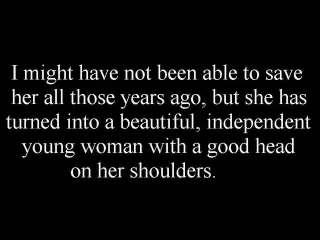 I might have not been able to save
her all those years ago, but she has
turned into a beautiful, independent
young woman with a good head
on her shoulders.